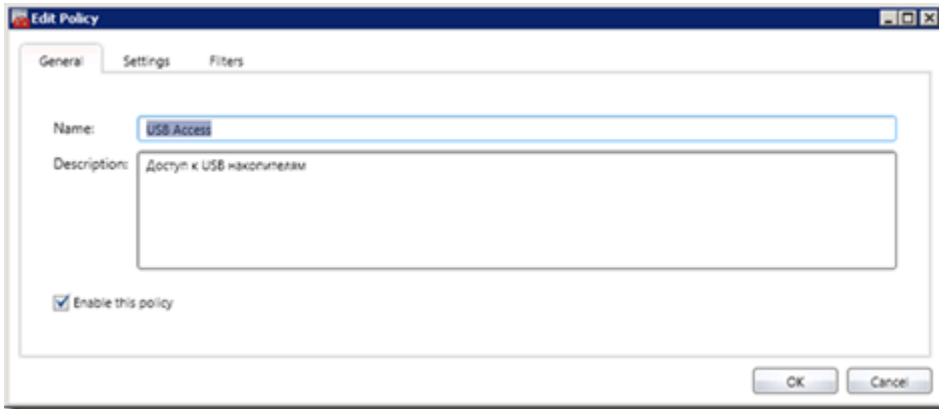 Edit Policy
General Settings Filters
Name: USB Access
Description: Доступ к USB накопителям
Enable this policy
OK Cancel